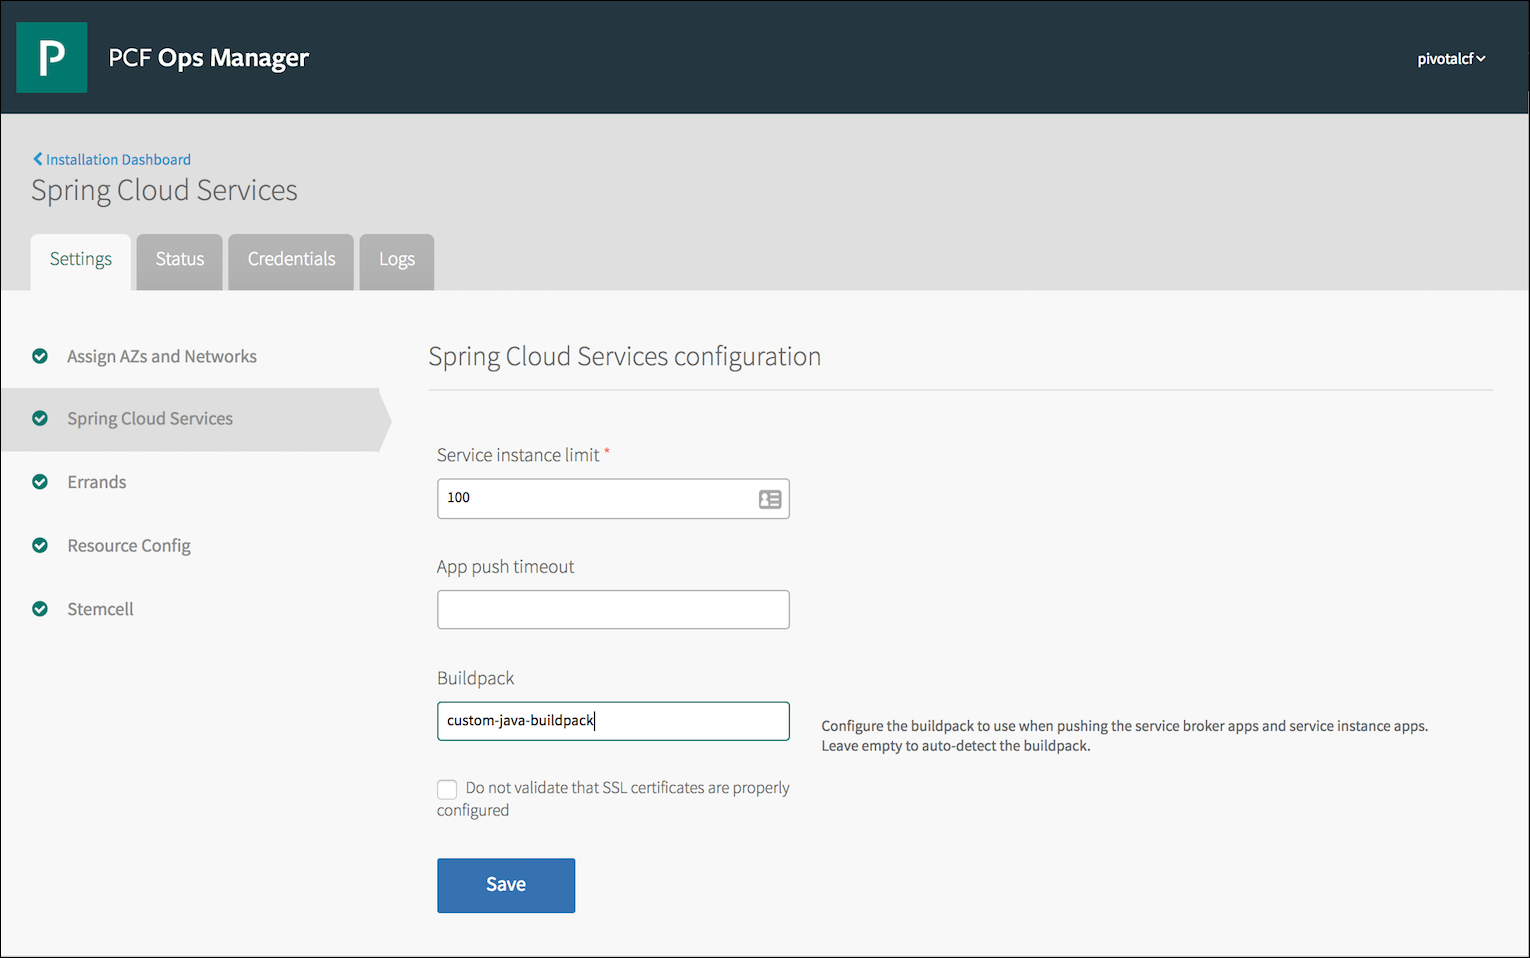 P PCF Ops Manager
pivotalcf
Installation Dashboard
Spring Cloud Services
Settings Status Credentials Logs
Assign AZs and Networks
Spring Cloud Services
Errands
Resource Config
Stemcell
Spring Cloud Services configuration
Service instance limit *
100
App push timeout
Buildpack
custom-java-buildpack
Configure the buildpack to use when pushing the service broker apps and service instance apps.
Leave empty to auto-detect the buildpack.
Do not validate that SSL certificates are properly
configured
Save